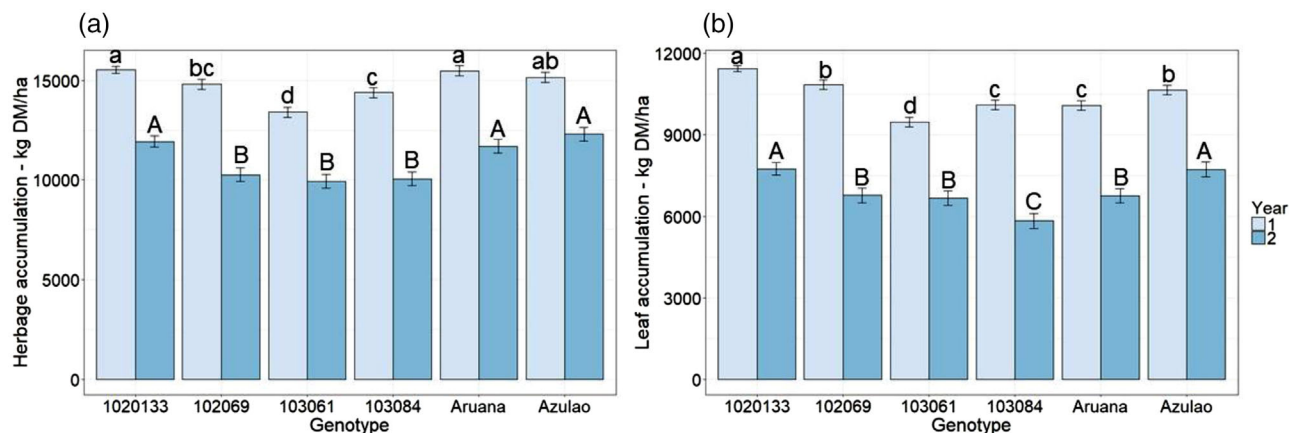 (a)
Herbage accumulation - kg DM/ha
15000
10000
5000
0
a
A
bc
B
d
B
c
B
a
A
ab
A
1020133 102069 103061 103084 Aruana Azulao
Genotype
(b)
Leaf accumulation - kg DM/ha
12000
9000
6000
3000
0
a
A
b
B
d
B
c
C
c
B
b
A
1020133 102069 103061 103084 Aruana Azulao
Genotype
Year
1
2